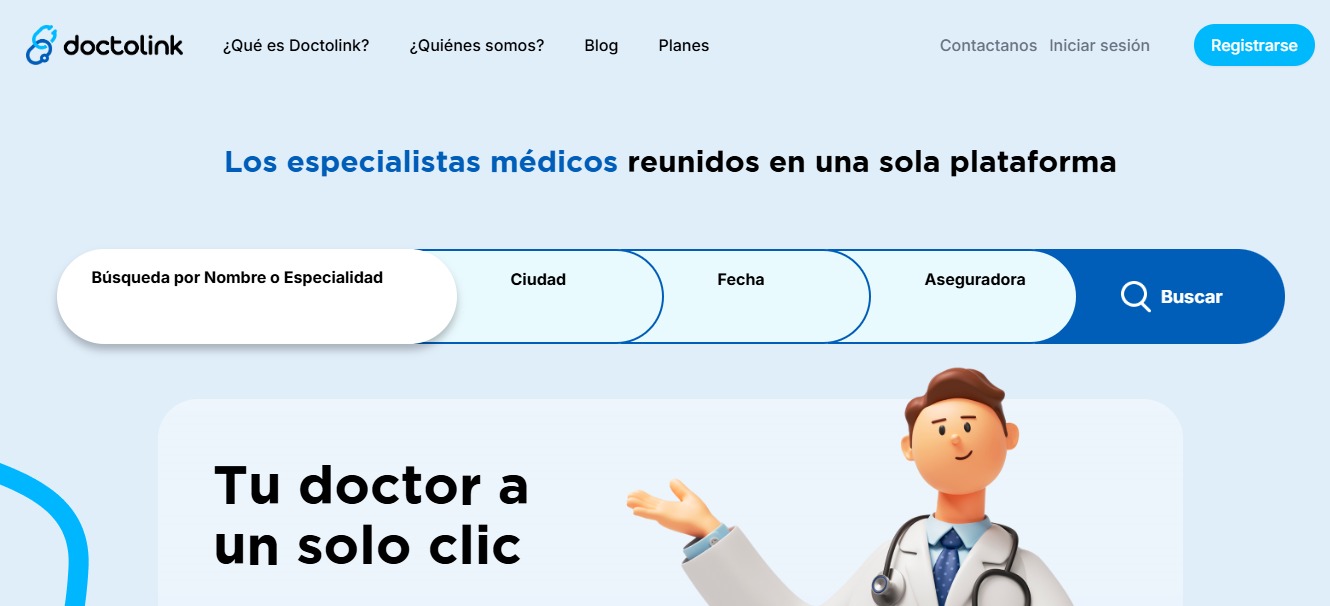 doctolink
¿Qué es Doctolink?
¿Quiénes somos?
Blog
Planes
Contactanos
Iniciar sesión
Registrarse
Los especialistas médicos reunidos en una sola plataforma
Búsqueda por Nombre o Especialidad
Ciudad
Fecha
Aseguradora
Buscar
Tu doctor a
un solo clic